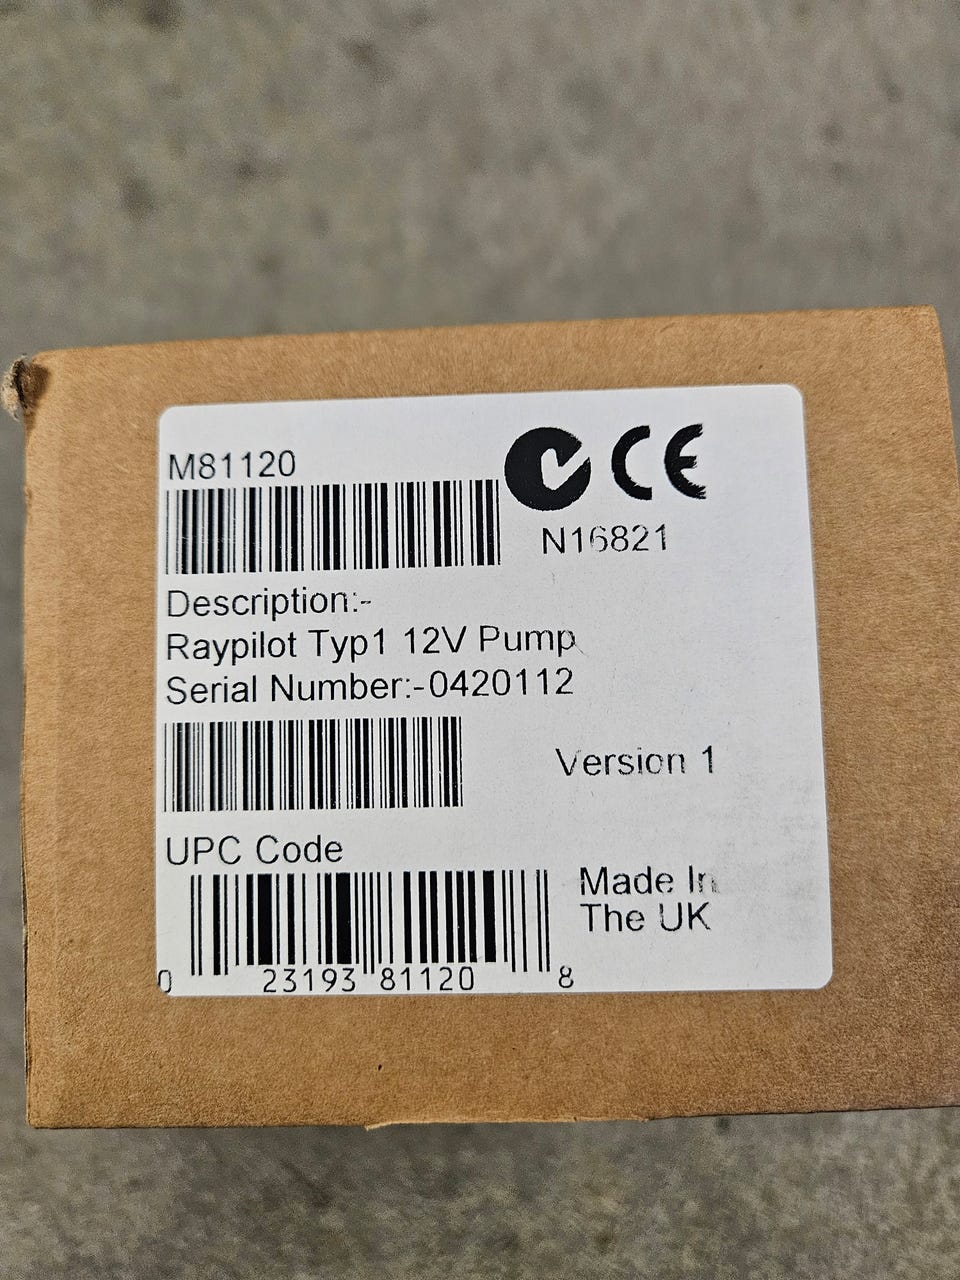 M81120
CE
N16821
Description:-
Raypilot Typ1 12V Pump
Serial Number:-0420112
Version 1
UPC Code
Made In
The UK
0 23193 81120 8